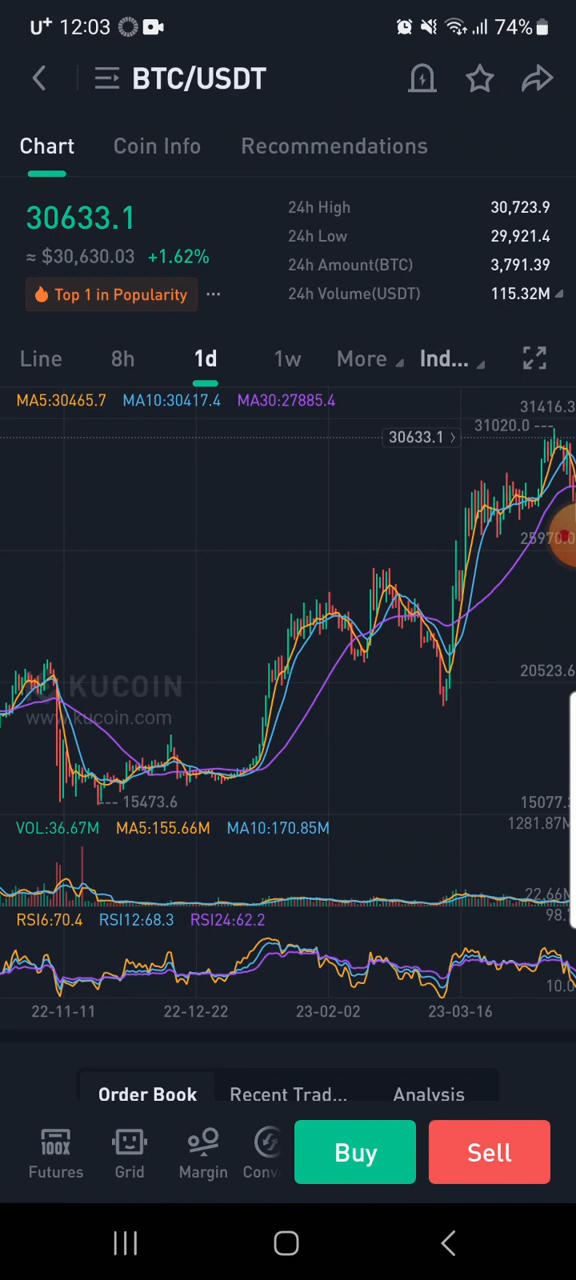 U+ 12:03 74%
BTC/USDT
Chart Coin Info Recommendations
30633.1
≈ $30,630.03 +1.62%
Top 1 in Popularity ...
24h High 30,723.9
24h Low 29,921.4
24h Amount(BTC) 3,791.39
24h Volume(USDT) 115.32M
Line 8h 1d 1w More Ind...
MA5:30465.7 MA10:30417.4 MA30:27885.4
31416.3
31020.0
30633.1
25970.0
20523.6
KUCOIN
www.kucoin.com
15473.6
15077.
VOL:36.67M MA5:155.66M MA10:170.85M
1281.87M
22.66M
RSI6:70.4 RSI12:68.3 RSI24:62.2
98.
10.0
22-11-11 22-12-22 23-02-02 23-03-16
Order Book Recent Trad... Analysis
100X
Futures Grid Margin Conv
Buy Sell